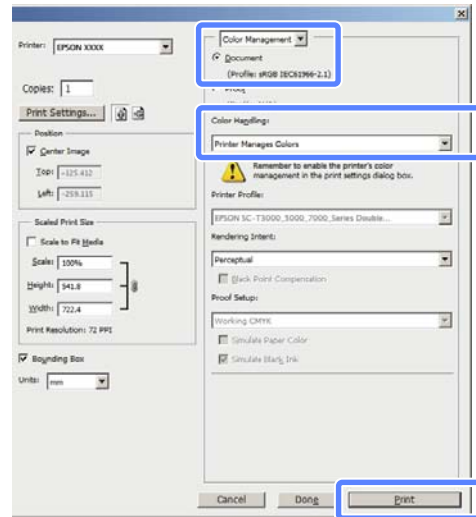 Printer:
EPSON XXXX
Copies:
1
Print Settings...
Position
Center Image
Top:
-125.412
Left:
-259.115
Scaled Print Size
Scale to Fit Media
Scale:
100%
Height:
941.8
Width:
722.4
Print Resolution: 72 PPI
Bounding Box
Units:
mm
Color Management
Document
(Profile: sRGB IEC61966-2.1)
Proof
Color Handling:
Printer Manages Colors
Remember to enable the printer's color
management in the print settings dialog box.
Printer Profile:
EPSON SC-T3000_5000_7000_Series Double...
Rendering Intent:
Perceptual
Black Point Compensation
Proof Setup:
Working CMYK
Simulate Paper Color
Simulate Black Ink
Cancel
Done
Print